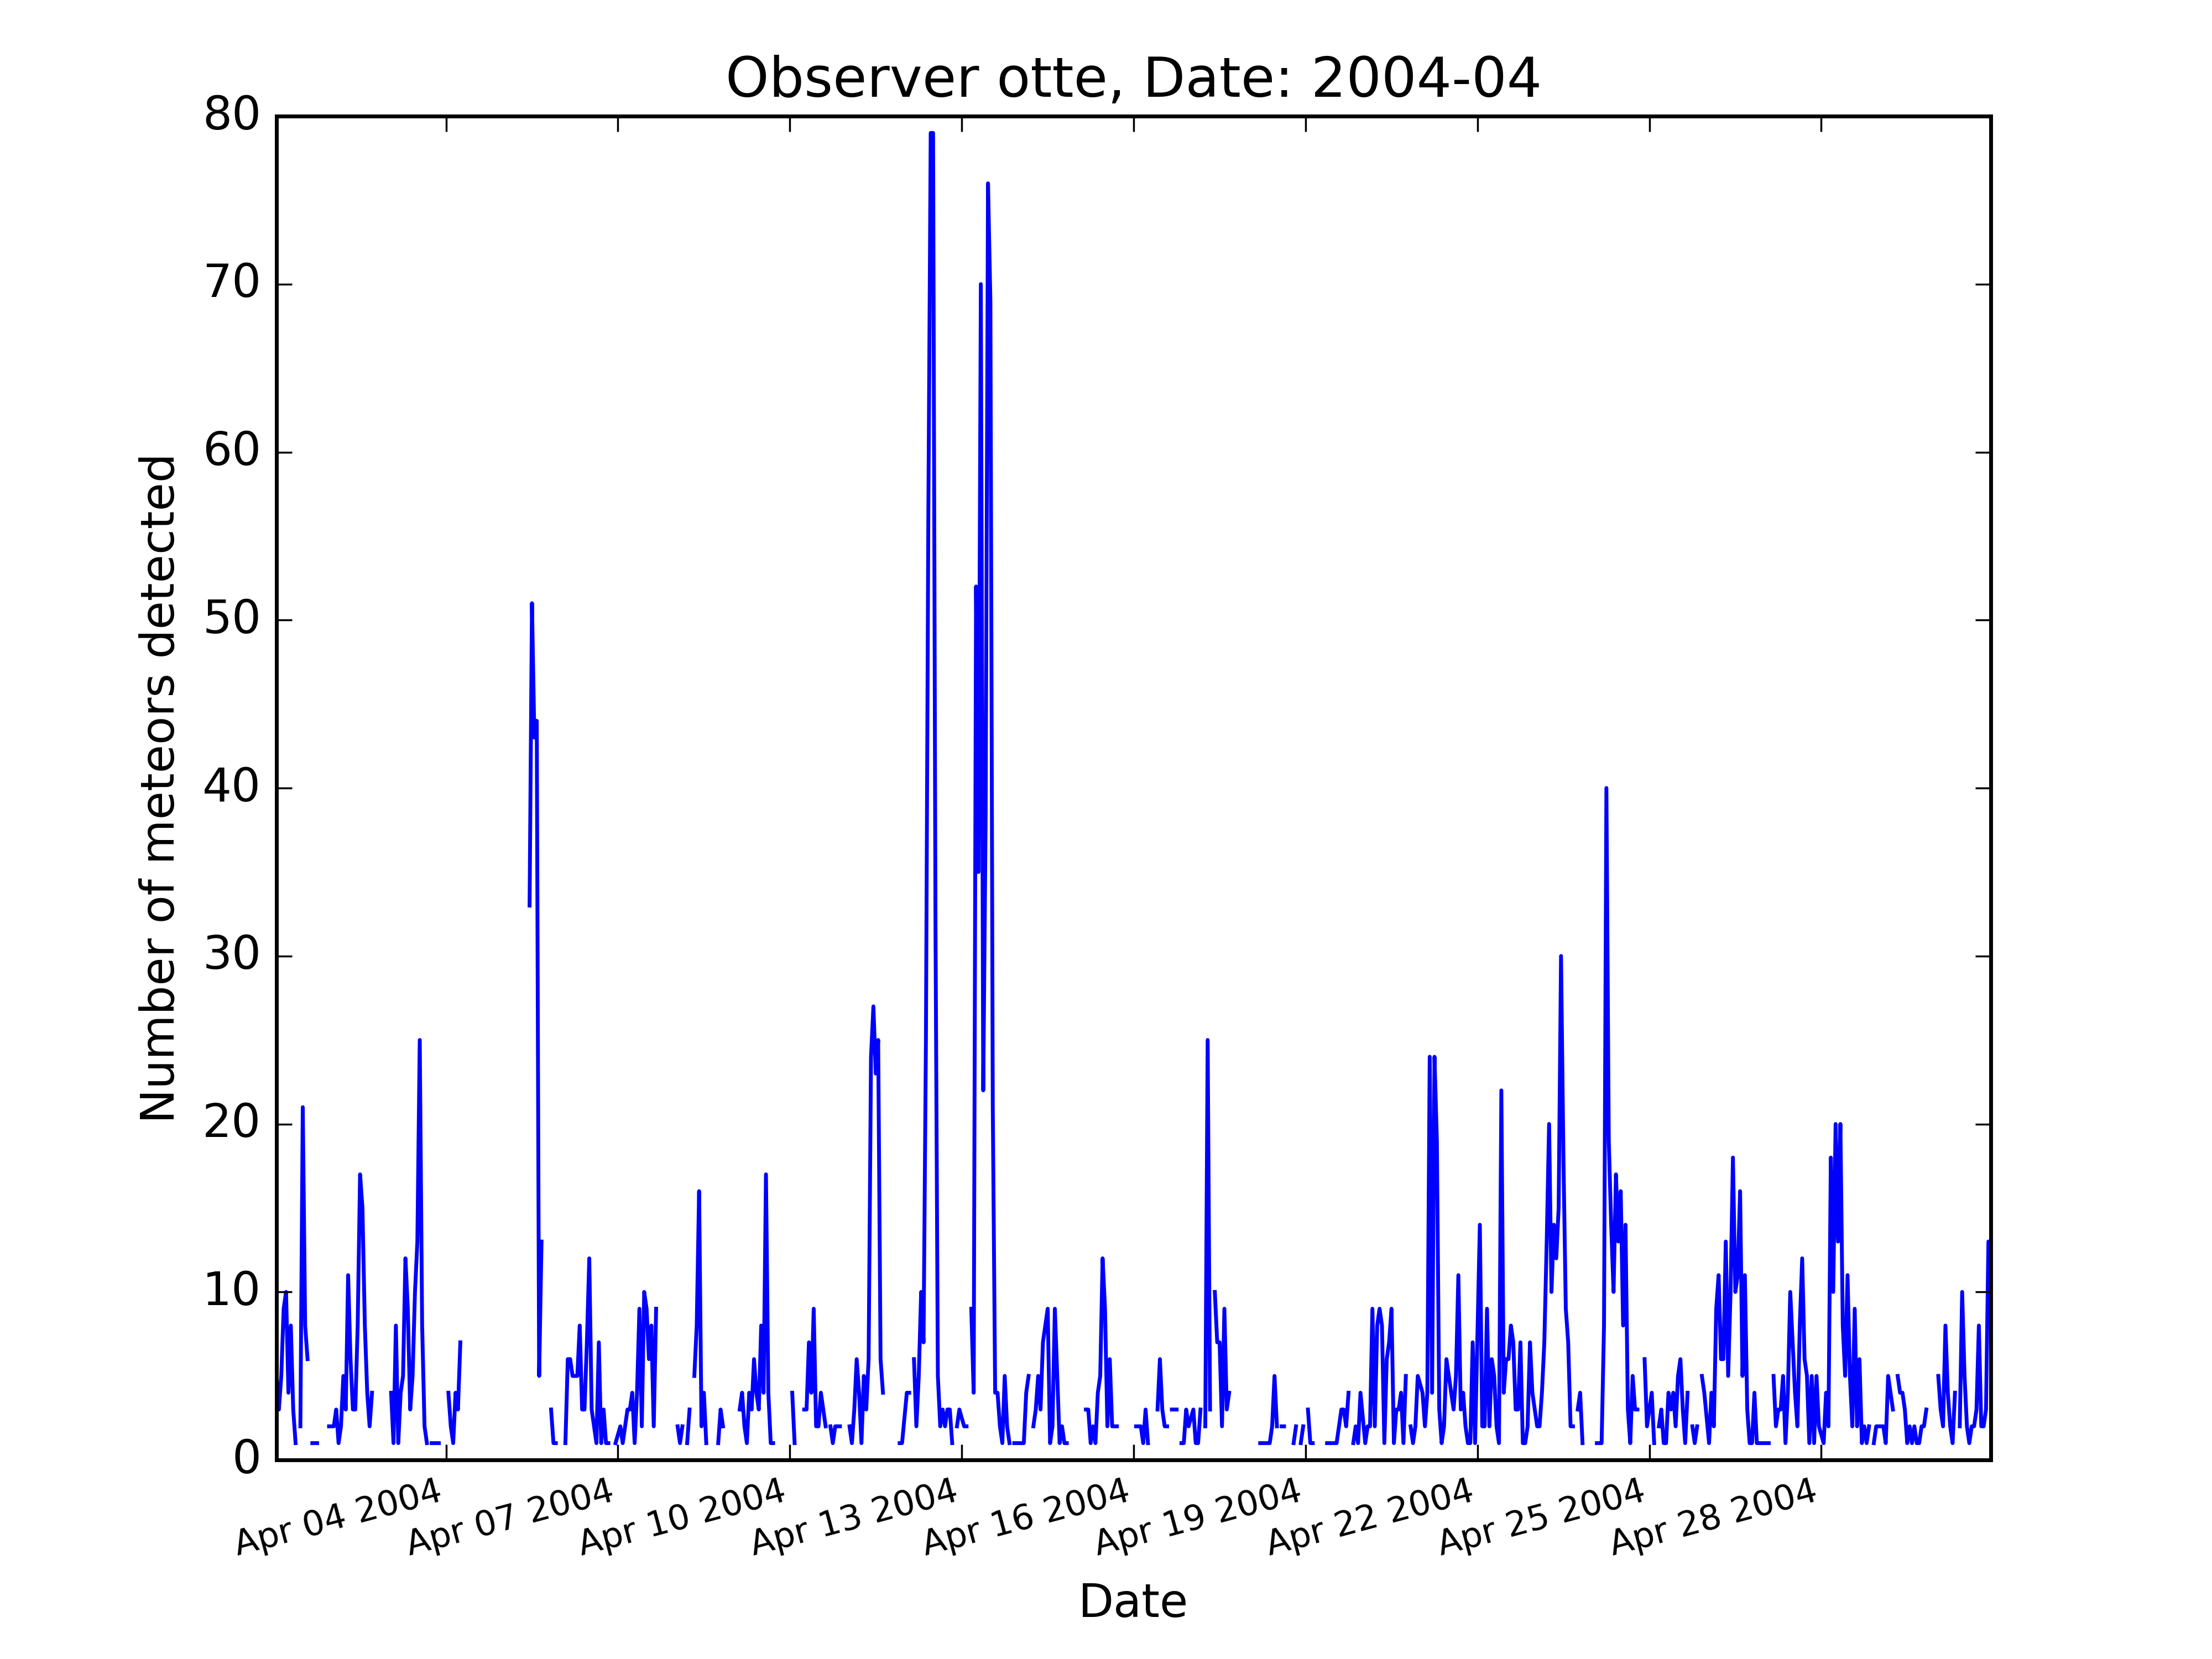 Observer otte, Date: 2004-04
80
70
60
50
40
30
20
10
0
Number of meteors detected
Apr 04 2004
Apr 07 2004
Apr 10 2004
Apr 13 2004
Apr 16 2004
Apr 19 2004
Apr 22 2004
Apr 25 2004
Apr 28 2004
Date